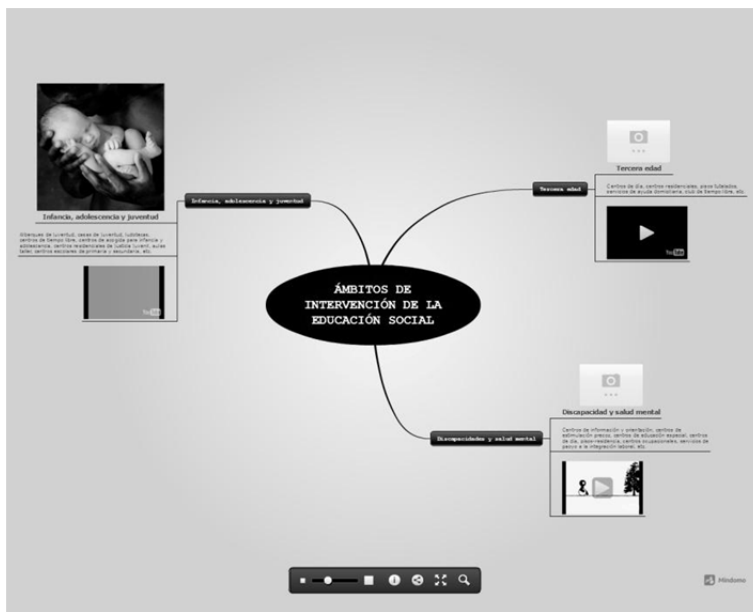 ÁMBITOS DE
INTERVENCIÓN DE LA
EDUCACIÓN SOCIAL
Infancia, adolescencia y juventud
Infancia, adolescencia y juventud
Albergues de juventud, casas de juventud, ludotecas,
centros de tiempo libre, centros de acogida para infancia y
adolescencia, centros residenciales de justicia juvenil, aulas
taller, centros escolares de primaria y secundaria, etc.
YouTube
Tercera edad
Tercera edad
Centros de día, centros residenciales, pisos tutelados,
servicios de ayuda domiciliaria, club de tiempo libre, etc.
YouTube
Discapacidades y salud mental
Discapacidad y salud mental
Centros de información y orientación, centros de
estimulación precoz, centros de educación especial, centros
de día, pisos-residencia, centros ocupacionales, servicios de
a la integración laboral, etc.
Mindomo